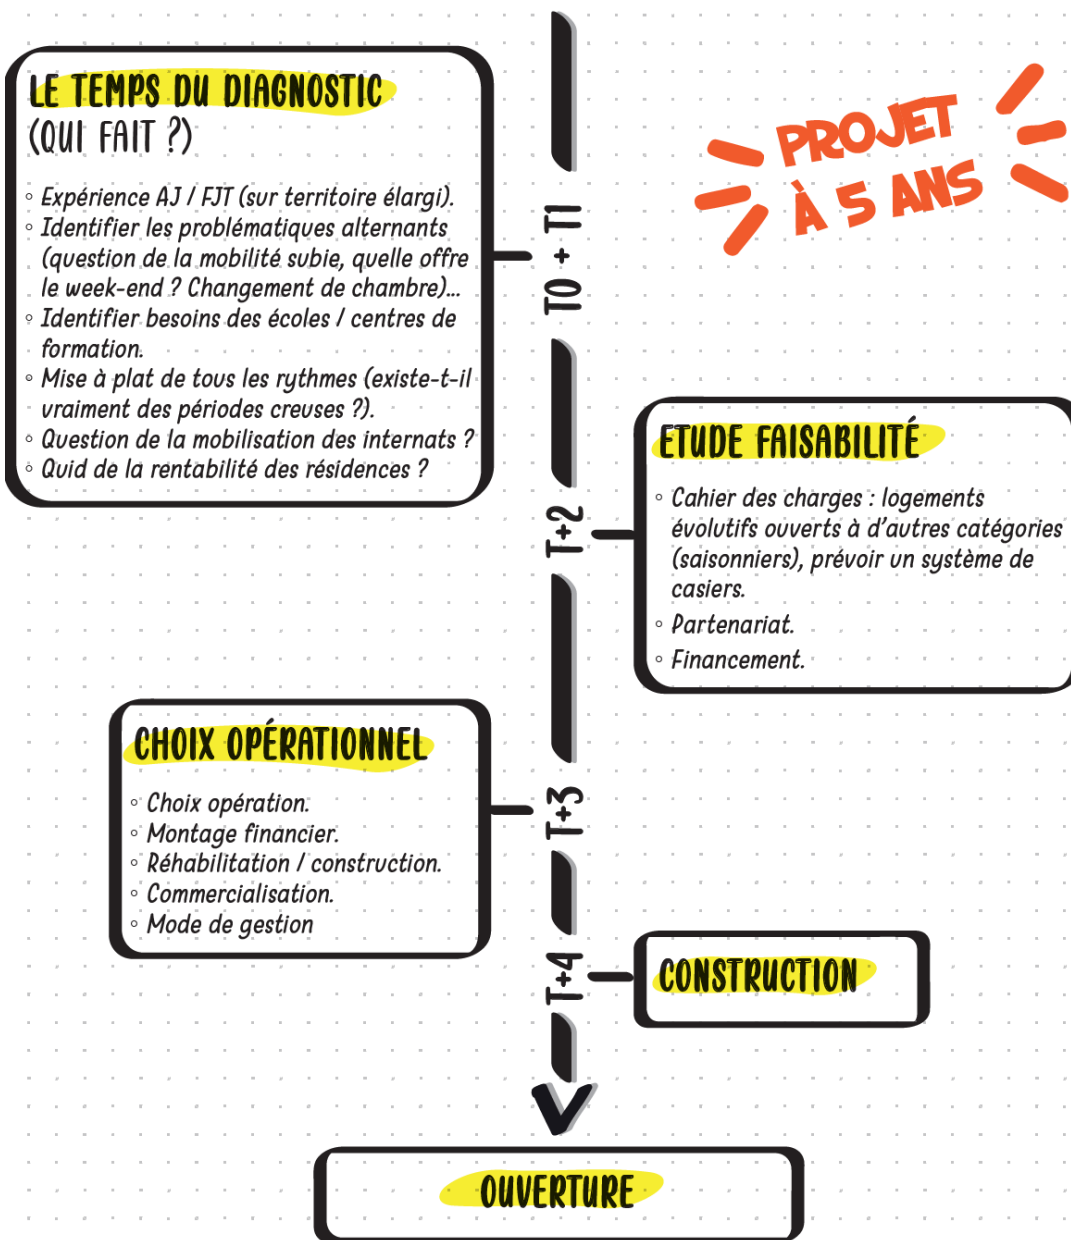 LE TEMPS DU DIAGNOSTIC
(QUI FAIT ?)
◦ Expérience AJ / FJT (sur territoire élargi).
◦ Identifier les problématiques alternants
(question de la mobilité subie, quelle offre
le week-end ? Changement de chambre)...
◦ Identifier besoins des écoles / centres de
formation.
◦ Mise à plat de tous les rythmes (existe-t-il
vraiment des périodes creuses ?).
◦ Question de la mobilisation des internats ?
◦ Quid de la rentabilité des résidences ?
PROJET
À 5 ANS
T0 + T1
T+2
ETUDE FAISABILITÉ
◦ Cahier des charges : logements
évolutifs ouverts à d'autres catégories
(saisonniers), prévoir un système de
casiers.
◦ Partenariat.
◦ Financement.
CHOIX OPÉRATIONNEL
◦ Choix opération.
◦ Montage financier.
◦ Réhabilitation / construction.
◦ Commercialisation.
◦ Mode de gestion
T+3
T+4
CONSTRUCTION
OUVERTURE